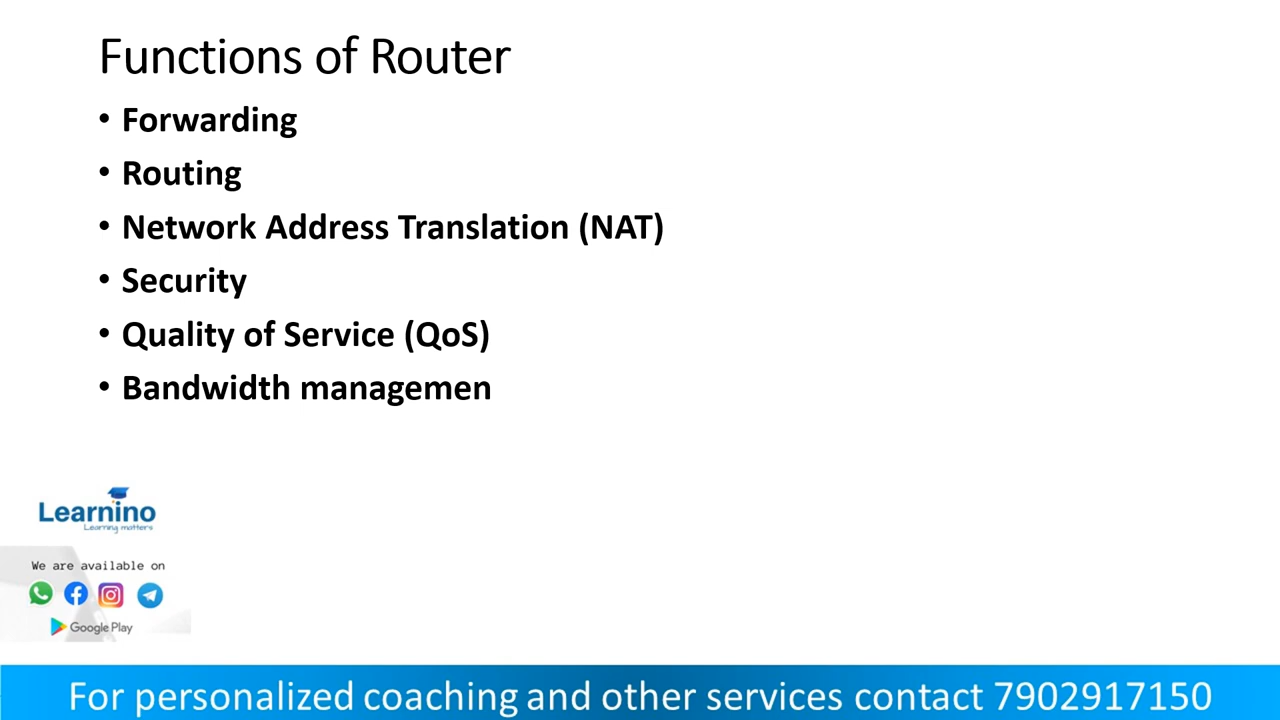 Functions of Router
• Forwarding
• Routing
• Network Address Translation (NAT)
• Security
• Quality of Service (QoS)
• Bandwidth managemen
Learnino
Learning matters
We are available on
Google Play
For personalized coaching and other services contact 7902917150